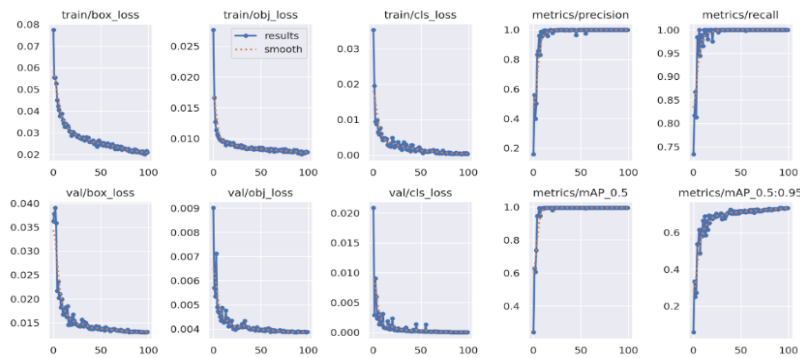 train/box_loss
train/obj_loss
train/cls_loss
metrics/precision
metrics/recall
0.08
0.07
0.06
0.05
0.04
0.03
0.02
0.025
0.020
0.015
0.010
results
smooth
0.03
0.02
0.01
0.00
1.0
0.8
0.6
0.4
0.2
1.00
0.95
0.90
0.85
0.80
0.75
0 50 100
0 50 100
0 50 100
0 50 100
0 50 100
val/box_loss
val/obj_loss
val/cls_loss
metrics/mAP_0.5
metrics/mAP_0.5:0.95
0.040
0.035
0.030
0.025
0.020
0.015
0.009
0.008
0.007
0.006
0.005
0.004
0.020
0.015
0.010
0.005
0.000
1.0
0.8
0.6
0.4
0.6
0.4
0.2
0 50 100
0 50 100
0 50 100
0 50 100
0 50 100